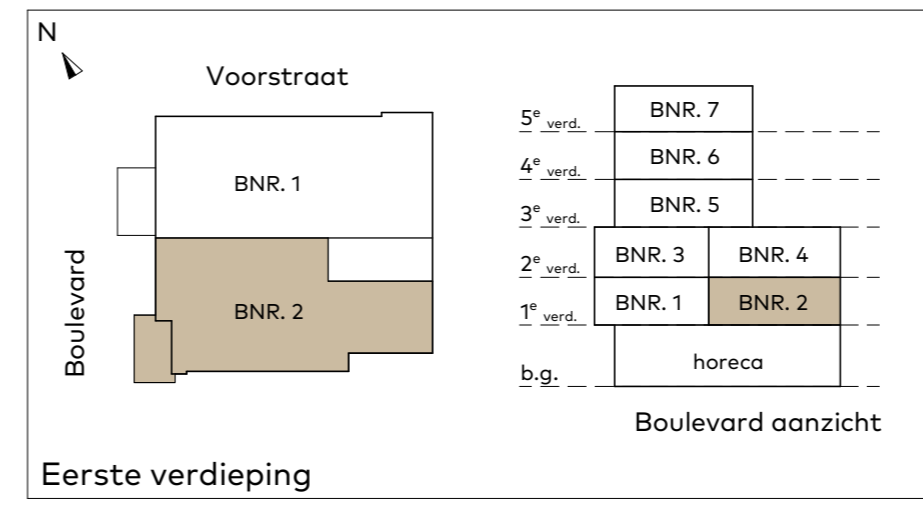 N
Voorstraat
BNR. 1
BNR. 2
Boulevard
Eerste verdieping
5e verd.
BNR. 7
4e verd.
BNR. 6
3e verd.
BNR. 5
2e verd.
BNR. 3
BNR. 4
1e verd.
BNR. 1
BNR. 2
b.g.
horeca
Boulevard aanzicht